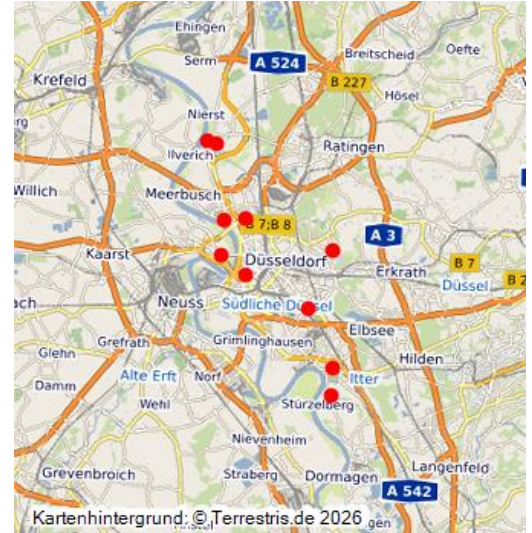 Ehingen
Serm
A 524
Breitscheid
Oefte
Krefeld
B 227
Hösel
Nierst
Ilverich
Ratingen
Willich
Meerbusch
B 7;B 8
A 3
Kaarst
Düsseldorf
B 7
Erkrath
Düssel
Neuss
Südliche Düssel
Elbsee
Grefrath
Grimlinghausen
Glehn
Hilden
Alte Erft
Norf
Itter
Damm
Wehl
Stürzelberg
Nievenheim
Grevenbroich
Straberg
Dormagen
Langenfeld
A 542
Kartenhintergrund: © Terrestris.de 2026